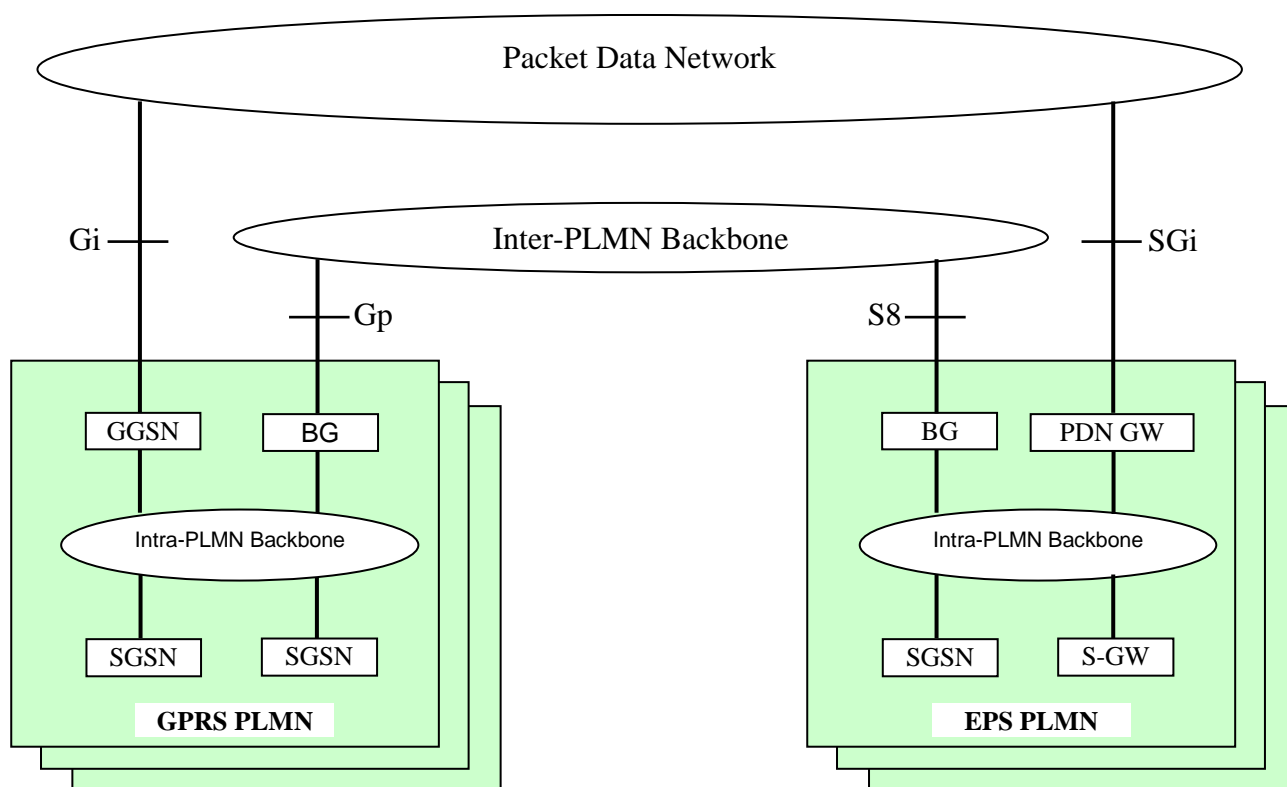 Packet Data Network
Gi
Inter-PLMN Backbone
SGi
Gp
S8
GGSN
BG
BG
PDN GW
Intra-PLMN Backbone
Intra-PLMN Backbone
SGSN
SGSN
SGSN
S-GW
GPRS PLMN
EPS PLMN